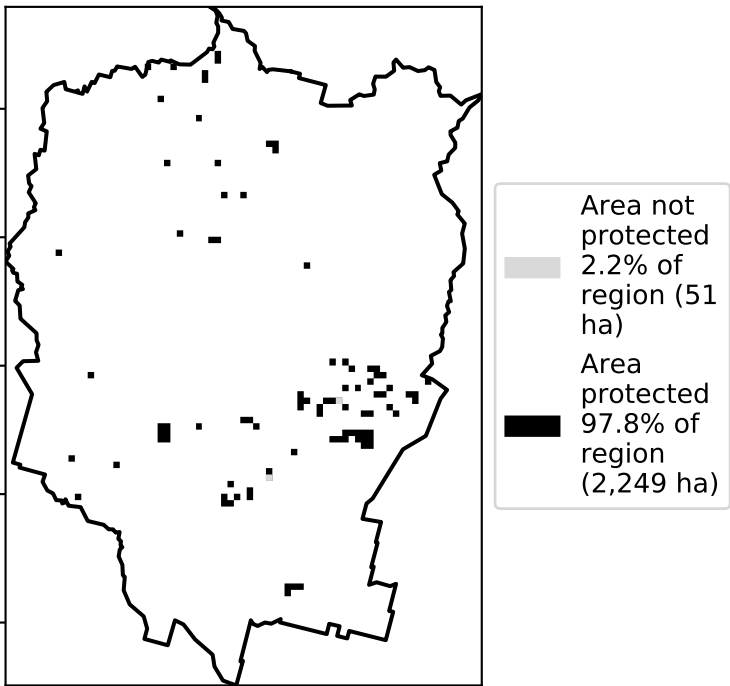 Area not
protected
2.2% of
region (51
ha)
Area
protected
97.8% of
region
(2,249 ha)